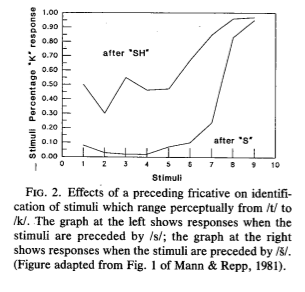 Stimuli Percentage "K" response
1.00
0.90
0.80
0.70
0.60
0.50
0.40
0.30
0.20
0.10
0.00
after "SH"
after "S"
0 1 2 3 4 5 6 7 8 9 10
Stimuli
FIG. 2. Effects of a preceding fricative on identifi-
cation of stimuli which range perceptually from /t/ to
/k/. The graph at the left shows responses when the
stimuli are preceded by /s/; the graph at the right
shows responses when the stimuli are preceded by /š/.
(Figure adapted from Fig. 1 of Mann & Repp, 1981).